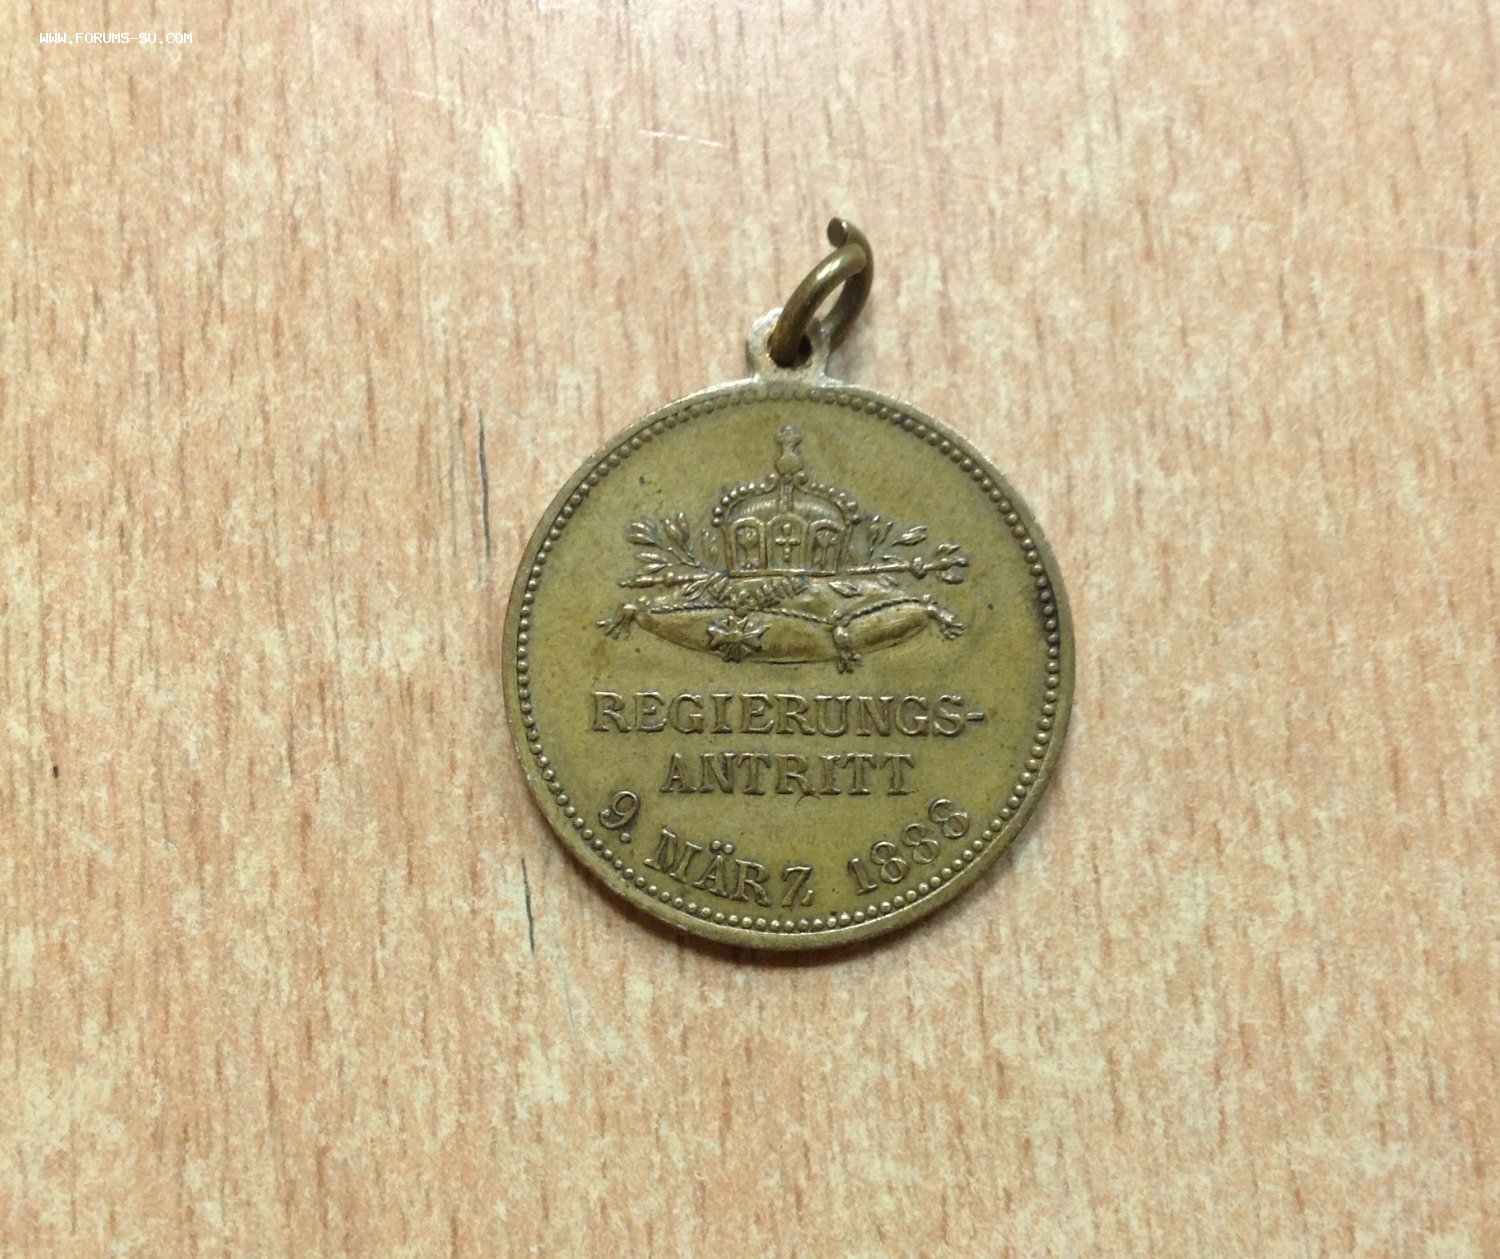 WWW.FORUMS-SU.COM
REGIERUNGS-
ANTRITT
9. MÄRZ 1888